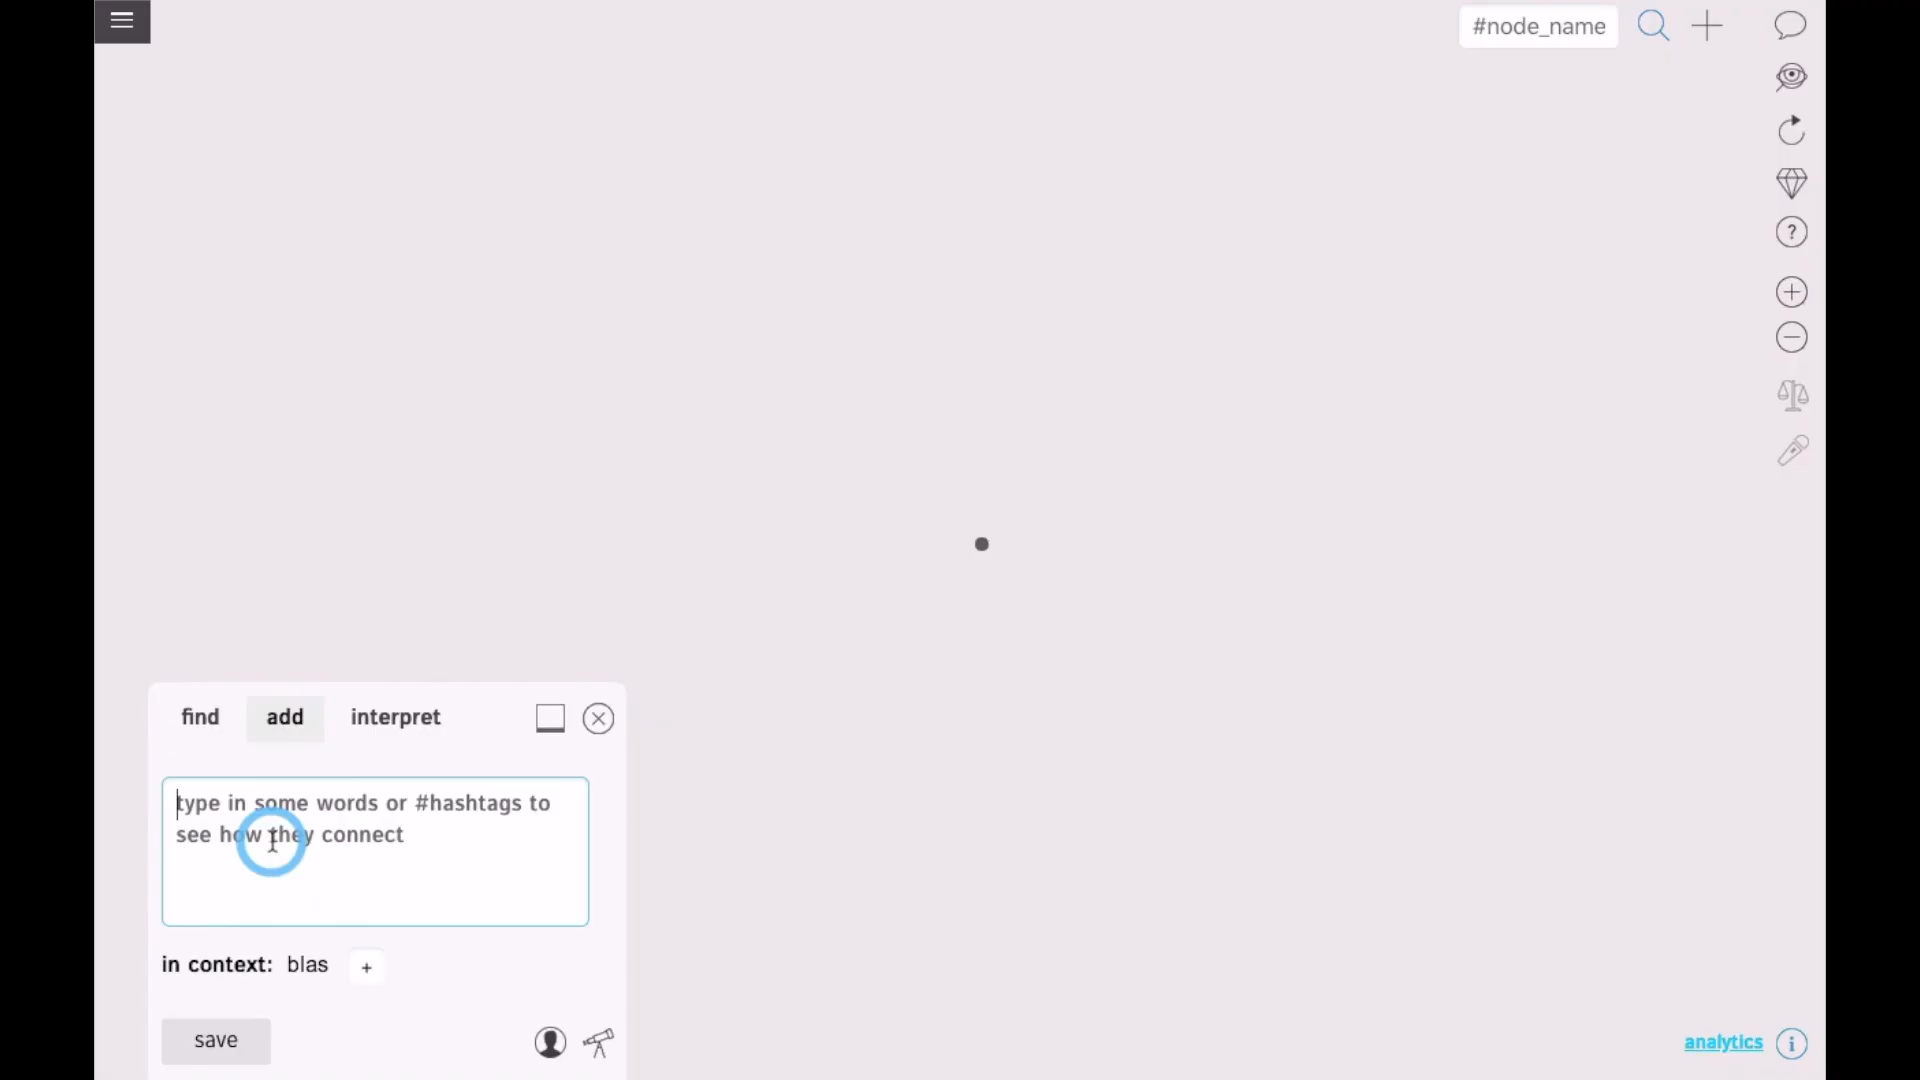 #node_name
?
find add interpret
type in some words or #hashtags to
see how they connect
in context: blas +
save
analytics i